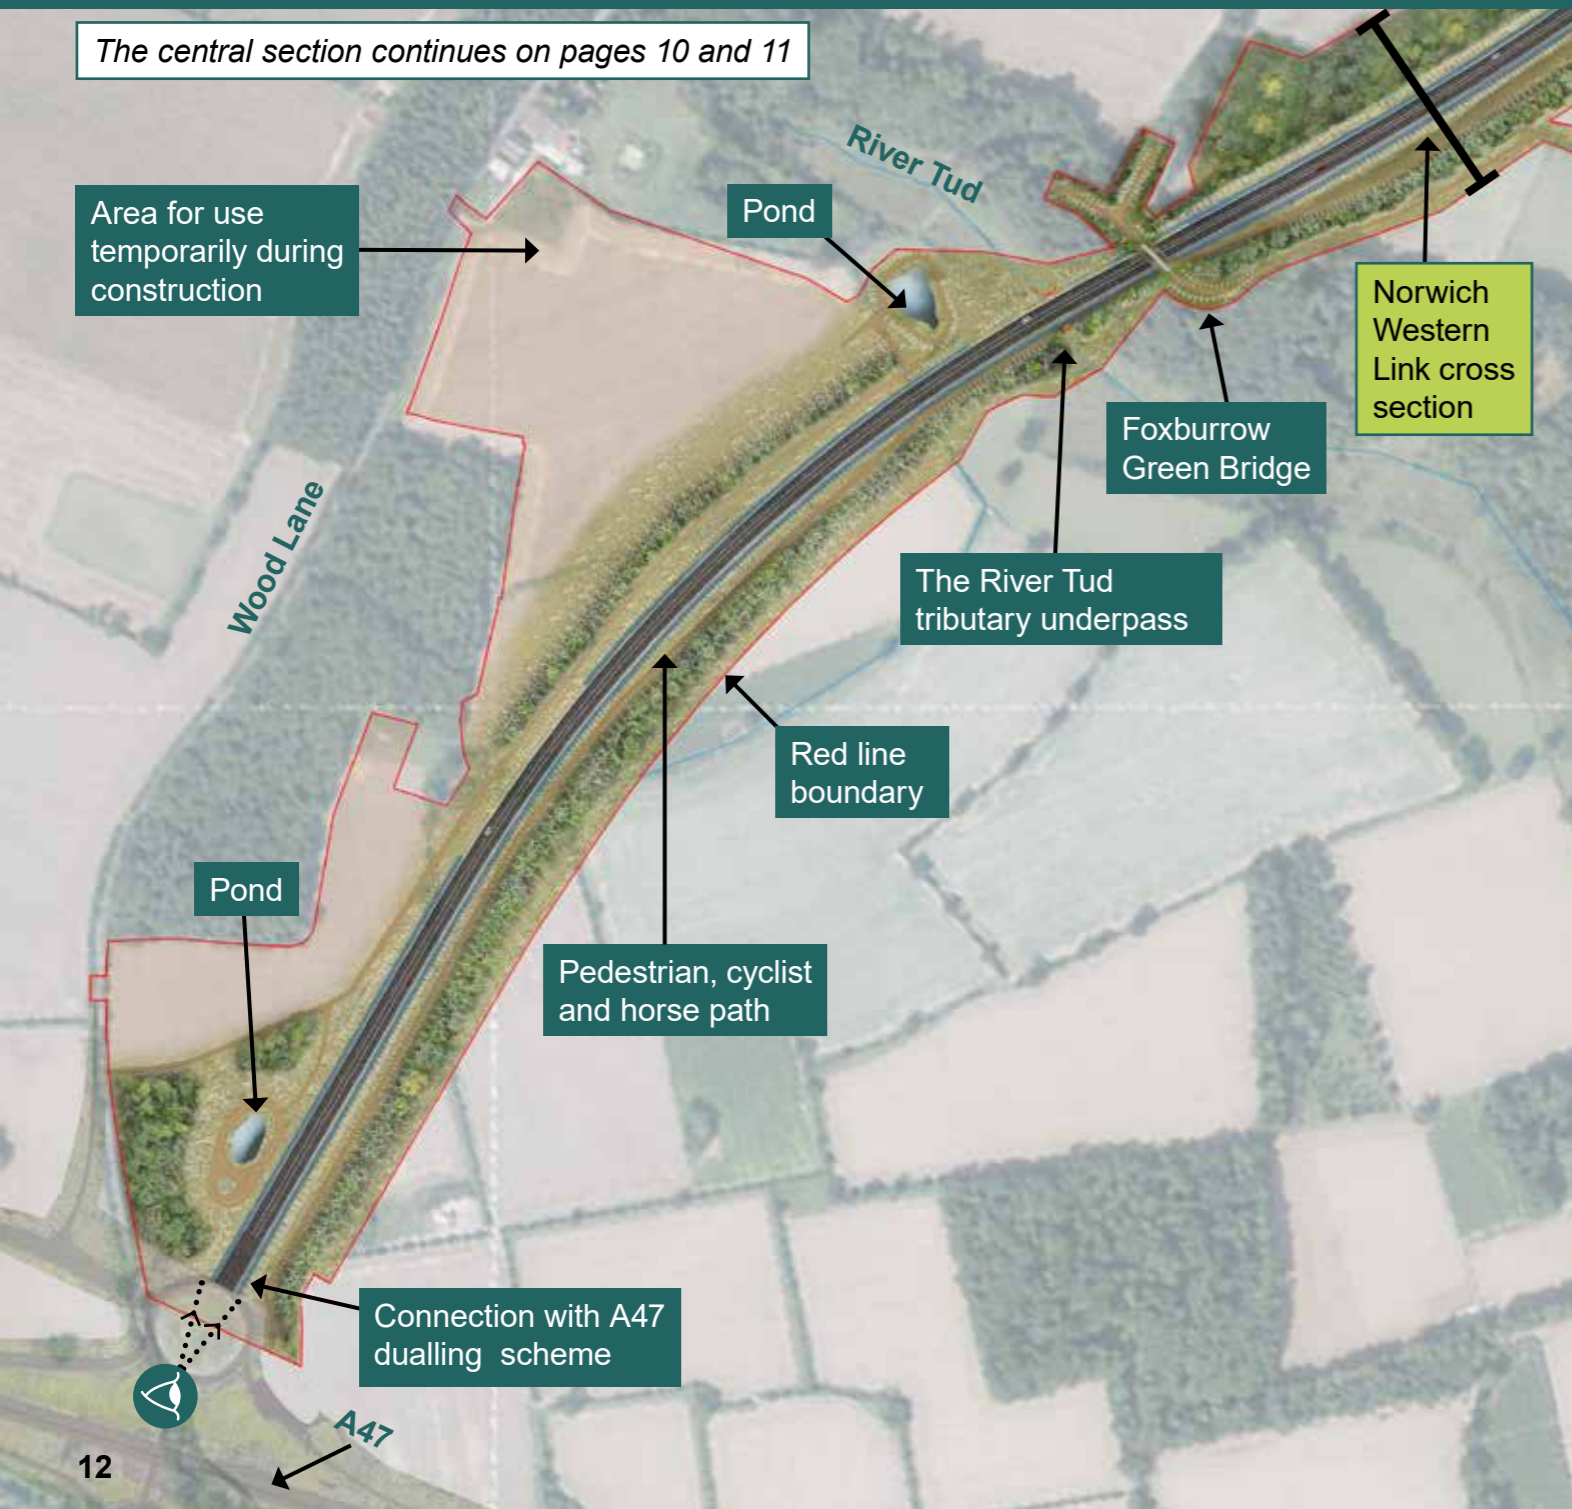 The central section continues on pages 10 and 11
River Tud
Area for use
temporarily during
construction
Pond
Norwich
Western
Link cross
section
Foxburrow
Green Bridge
Wood Lane
The River Tud
tributary underpass
Red line
boundary
Pond
Pedestrian, cyclist
and horse path
Connection with A47
dualling scheme
A47
12